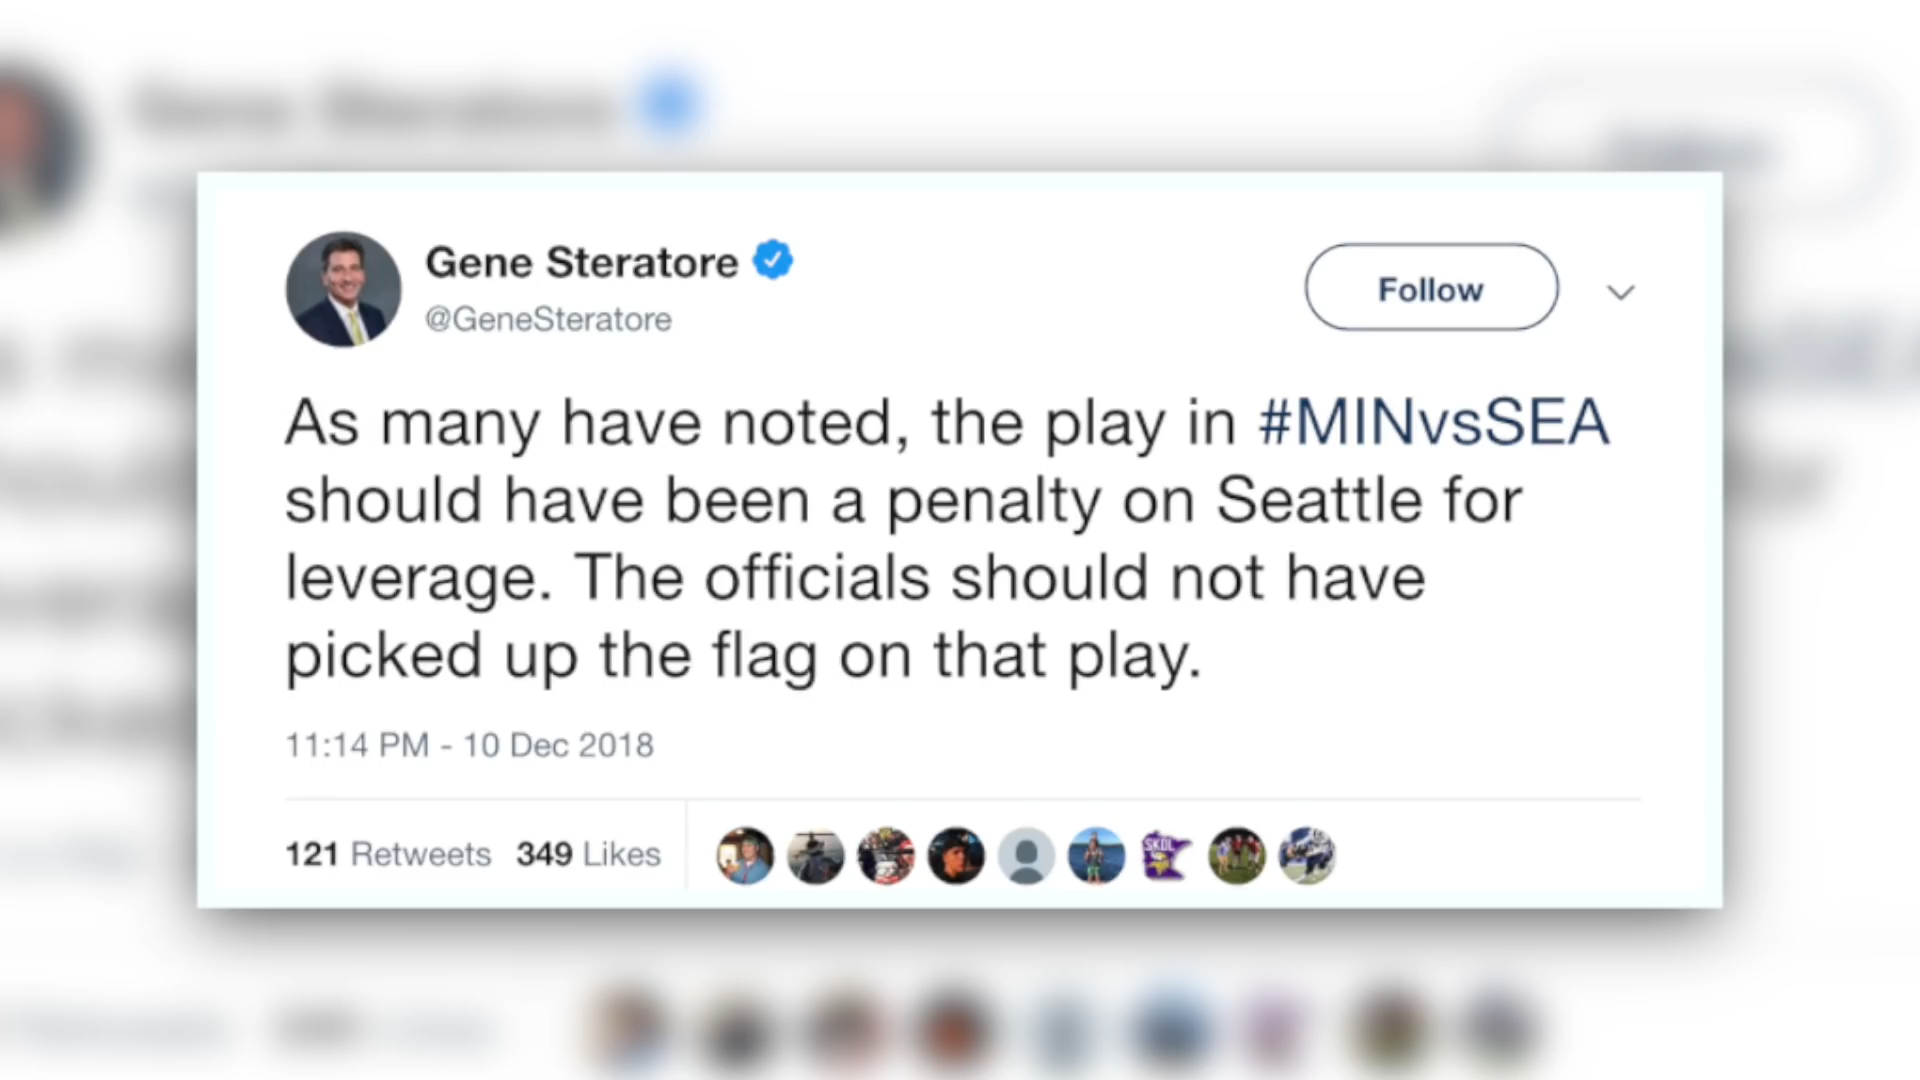 Gene Steratore
@GeneSteratore
Follow
As many have noted, the play in #MINvsSEA
should have been a penalty on Seattle for
leverage. The officials should not have
picked up the flag on that play.
11:14 PM - 10 Dec 2018
121 Retweets 349 Likes
SKOL